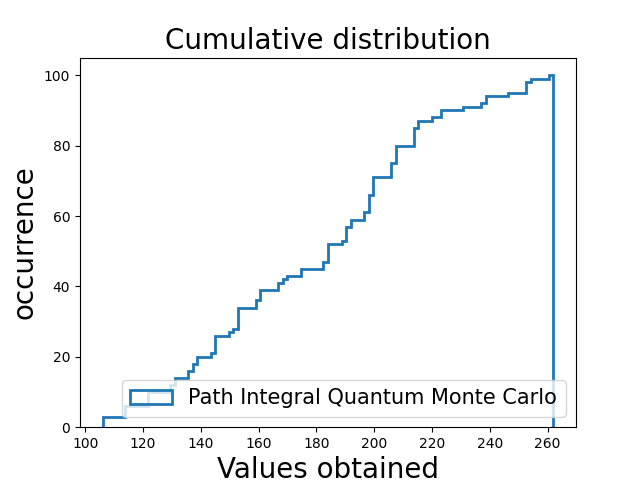 Cumulative distribution
100
80
60
40
20
0
occurrence
Path Integral Quantum Monte Carlo
100 120 140 160 180 200 220 240 260
Values obtained